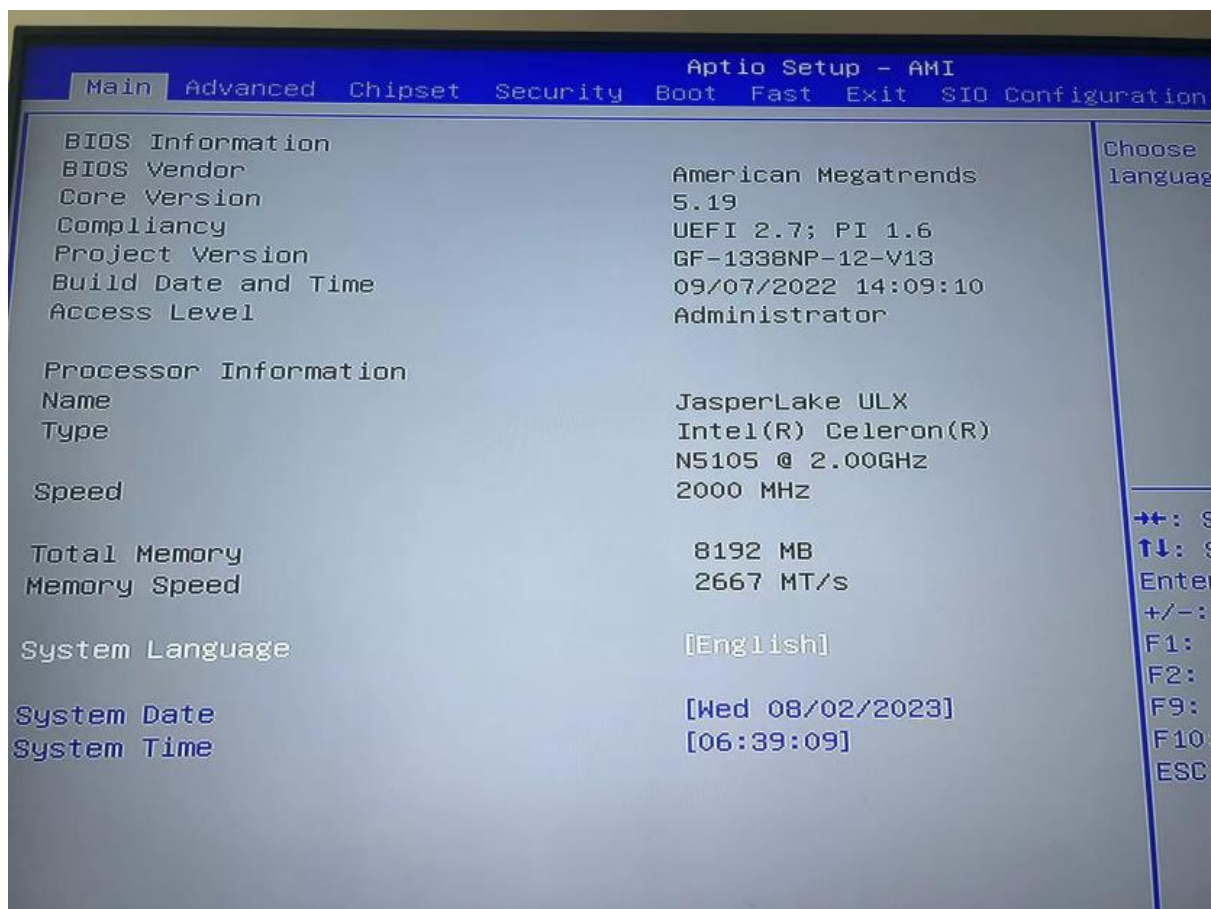 Aptio Setup - AMI
Main Advanced Chipset Security Boot Fast Exit SIO Configuration
BIOS Information
BIOS Vendor American Megatrends
Core Version 5.19
Compliancy UEFI 2.7; PI 1.6
Project Version GF-1338NP-12-V13
Build Date and Time 09/07/2022 14:09:10
Access Level Administrator
Processor Information
Name JasperLake ULX
Type Intel(R) Celeron(R)
N5105 @ 2.00GHz
Speed 2000 MHz
Total Memory 8192 MB
Memory Speed 2667 MT/s
System Language [English]
System Date [Wed 08/02/2023]
System Time [06:39:09]
Choose
→←:
↑↓:
Enter
+/-:
F1:
F2:
F9:
F10:
ESC